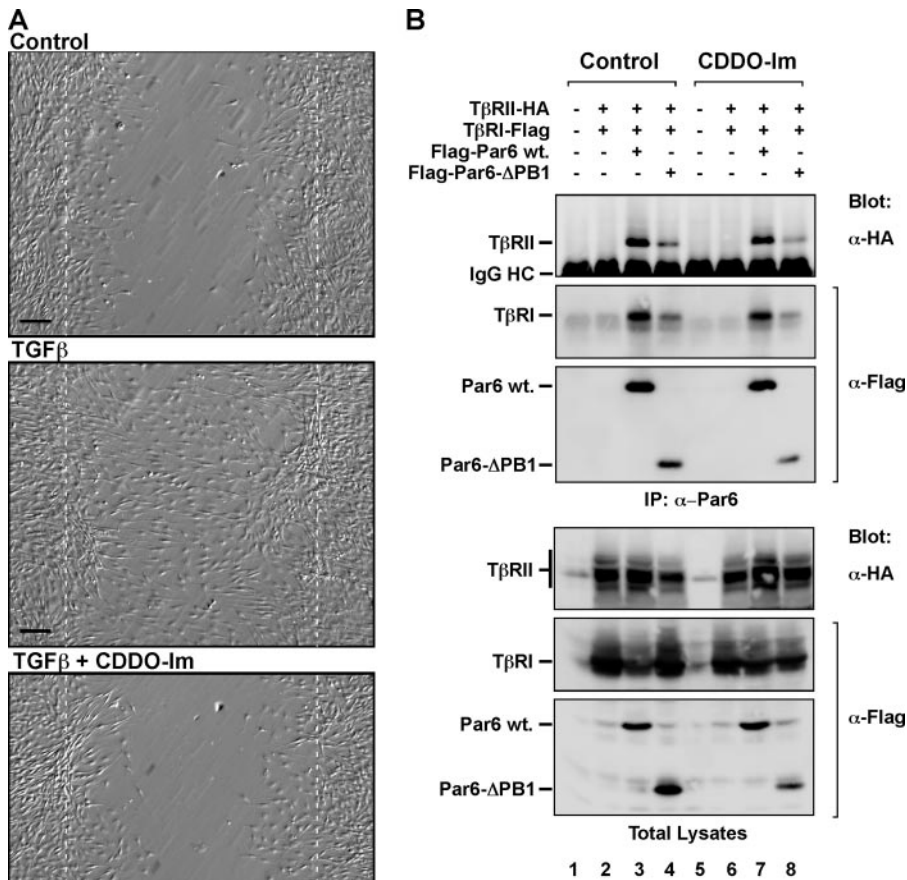 A
Control
TGFβ
TGFβ + CDDO-Im
B
Control CDDO-Im
TβRII-HA - + + + - + + +
TβRI-Flag - + + + - + + +
Flag-Par6 wt. - - + - - +
Flag-Par6-ΔPB1 - - + - - +
Blot:
TβRII
α-HA
IgG HC
TβRI
Par6 wt.
α-Flag
Par6-ΔPB1
IP: α–Par6
Blot:
TβRII
α-HA
TβRI
Par6 wt.
α-Flag
Par6-ΔPB1
Total Lysates
1 2 3 4 5 6 7 8